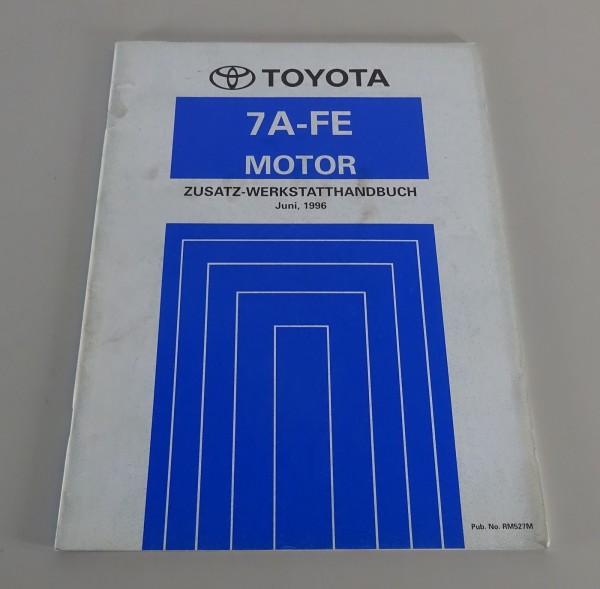 TOYOTA
7A-FE
MOTOR
ZUSATZ-WERKSTATTHANDBUCH
Juni, 1996
Pub. No. RM527M